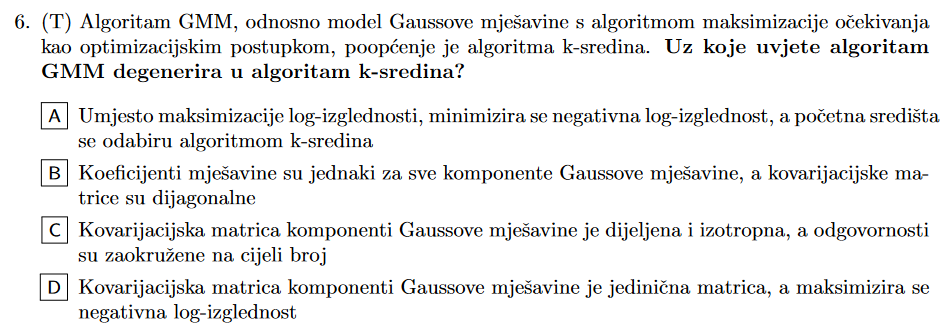 6. (T) Algoritam GMM, odnosno model Gaussove mješavine s algoritmom maksimizacije očekivanja
kao optimizacijskim postupkom, poopćenje je algoritma k-sredina. Uz koje uvjete algoritam
GMM degenerira u algoritam k-sredina?
A Umjesto maksimizacije log-izglednosti, minimizira se negativna log-izglednost, a početna središta
se odabiru algoritmom k-sredina
B Koeficijenti mješavine su jednaki za sve komponente Gaussove mješavine, a kovarijacijske ma-
trice su dijagonalne
C Kovarijacijska matrica komponenti Gaussove mješavine je dijeljena i izotropna, a odgovornosti
su zaokružene na cijeli broj
D Kovarijacijska matrica komponenti Gaussove mješavine je jedinična matrica, a maksimizira se
negativna log-izglednost